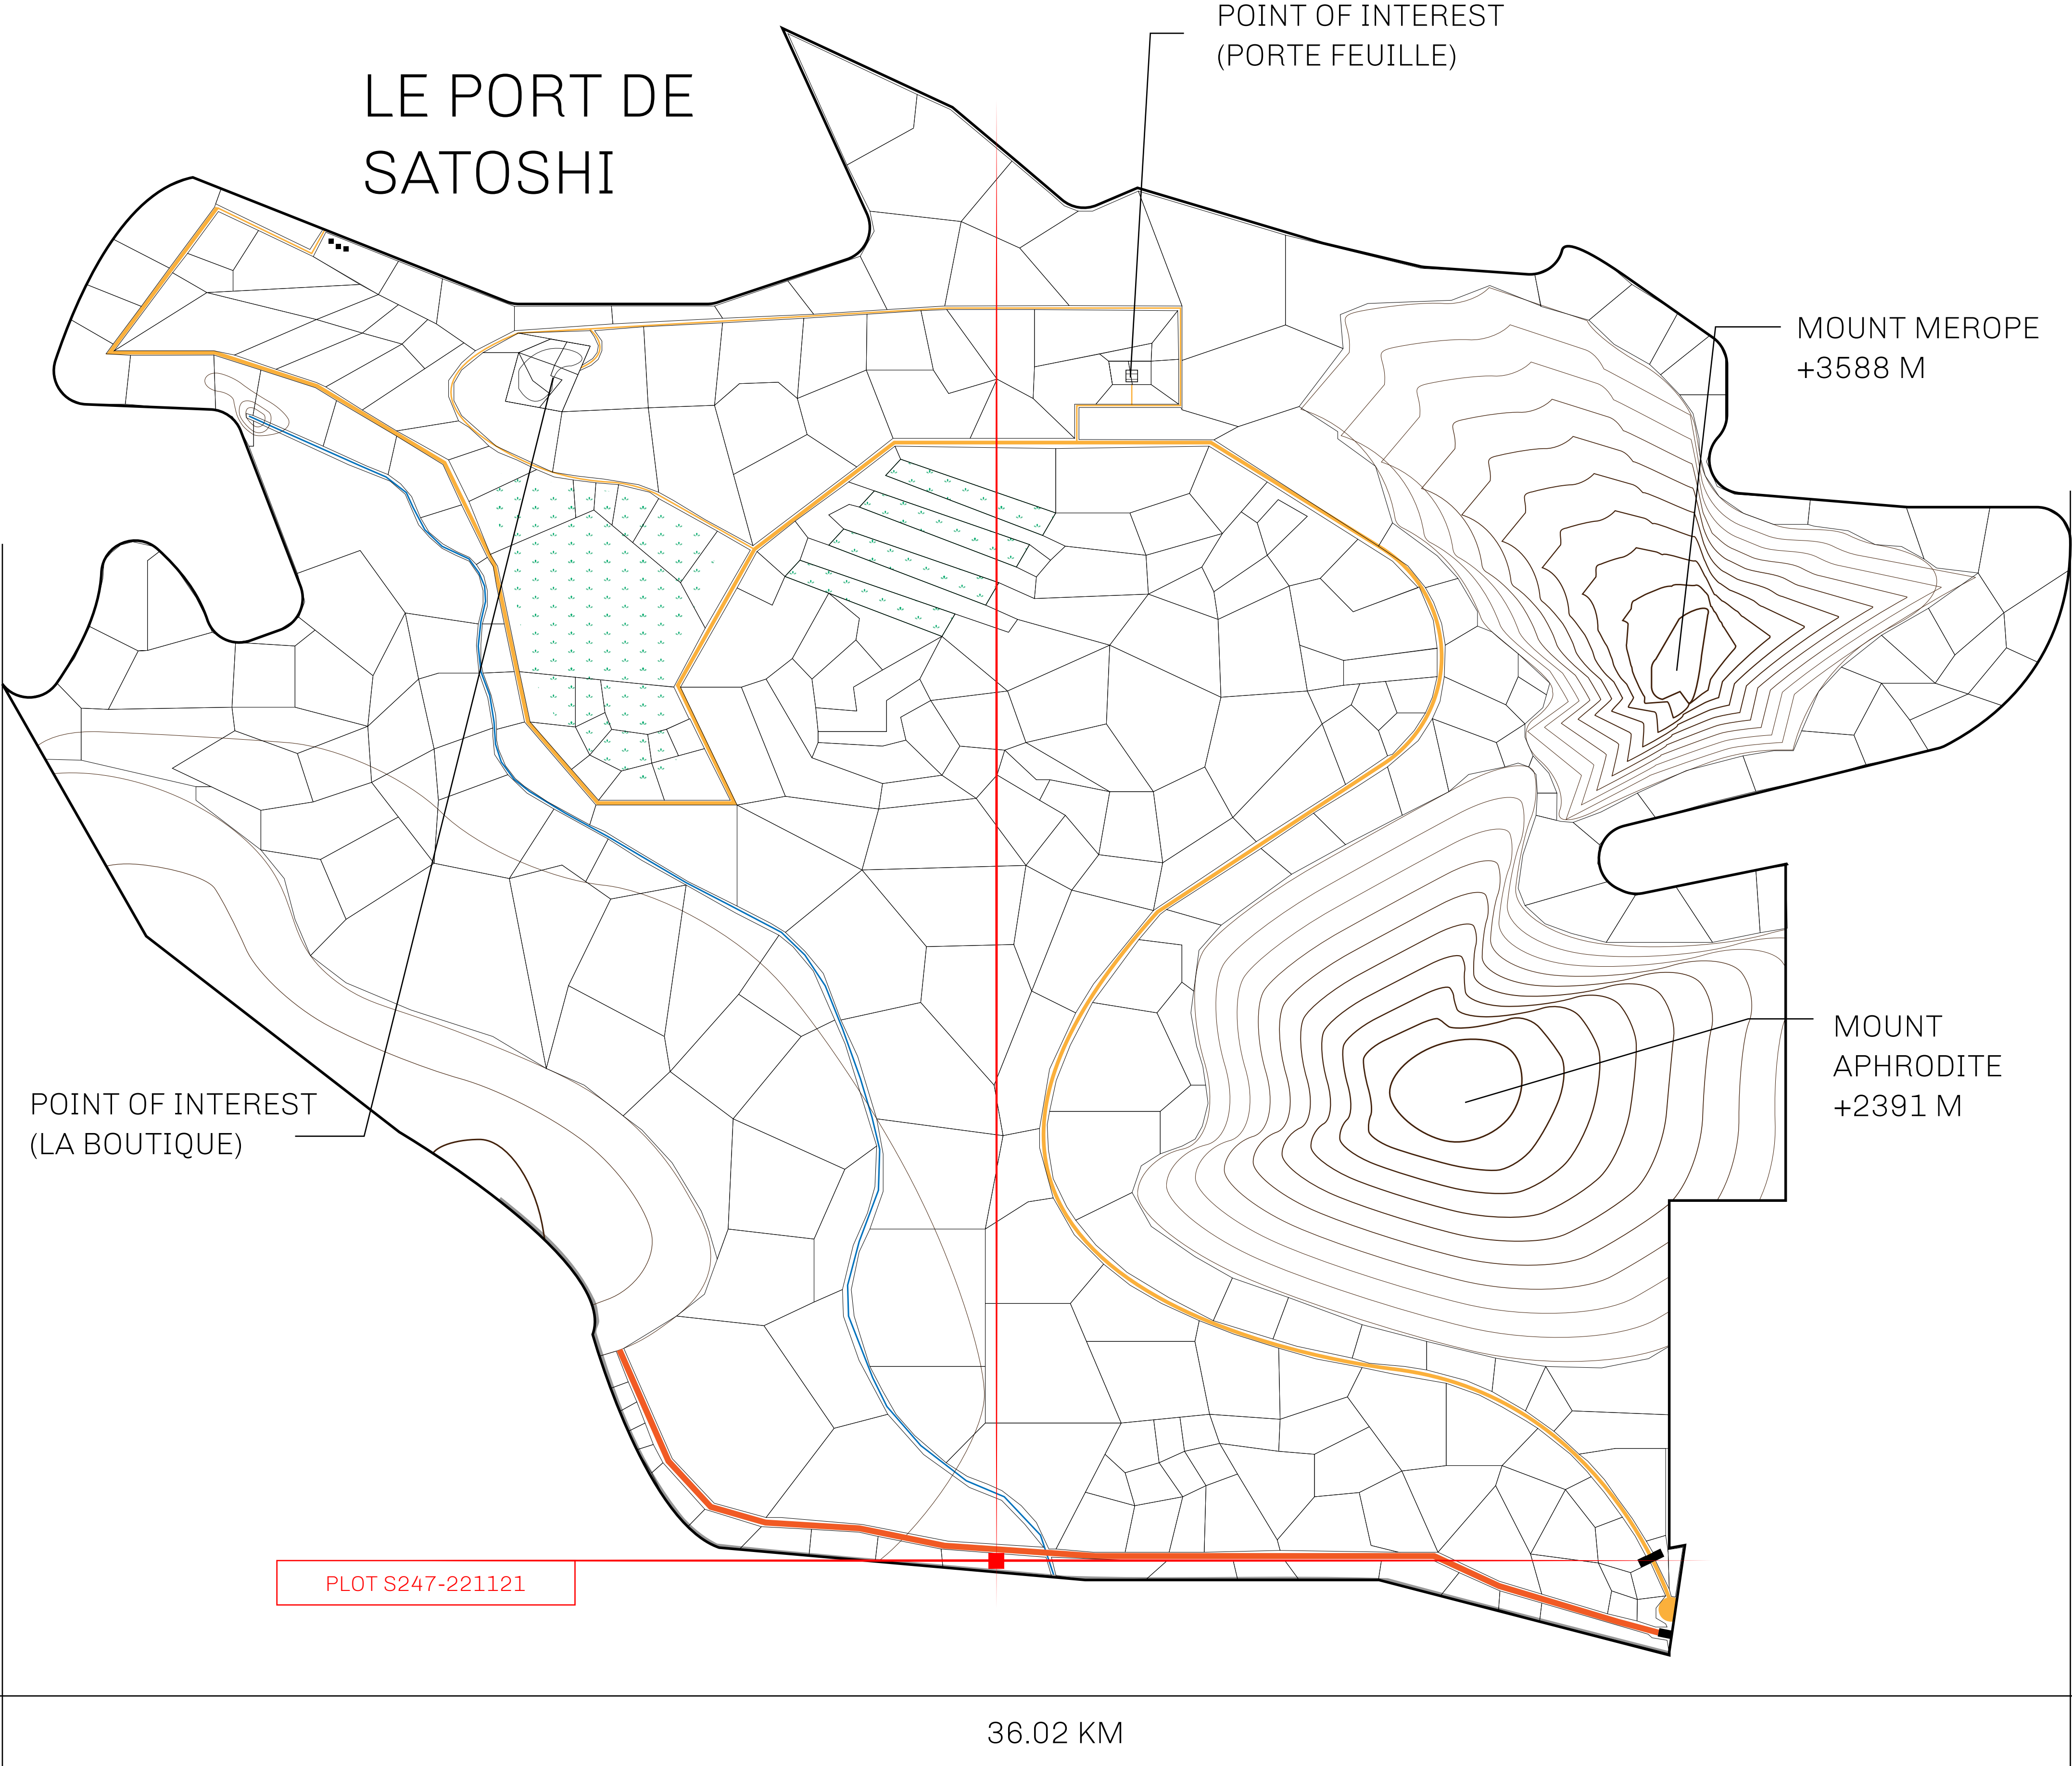 POINT OF INTEREST
(PORTE FEUILLE)
LE PORT DE
SATOSHI
MOUNT MEROPE
+3588 M
MOUNT
APHRODITE
+2391 M
POINT OF INTEREST
(LA BOUTIQUE)
PLOT S247-221121
36.02 KM